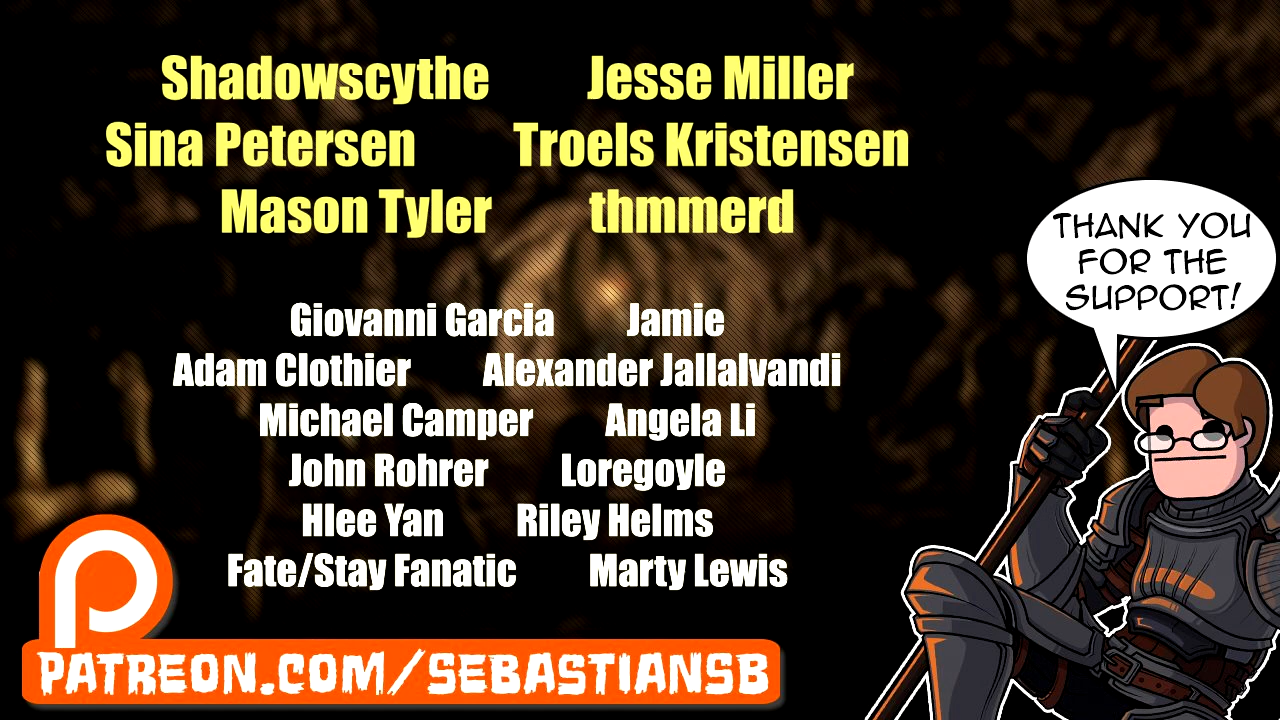 Shadowscythe Jesse Miller
Sina Petersen Troels Kristensen
Mason Tyler thmmerd
Giovanni Garcia Jamie
Adam Clothier Alexander Jallalvandi
Michael Camper Angela Li
John Rohrer Loregoyle
Hlee Yan Riley Helms
Fate/Stay Fanatic Marty Lewis
THANK YOU
FOR THE
SUPPORT!
PATREON.COM/SEBASTIANSB